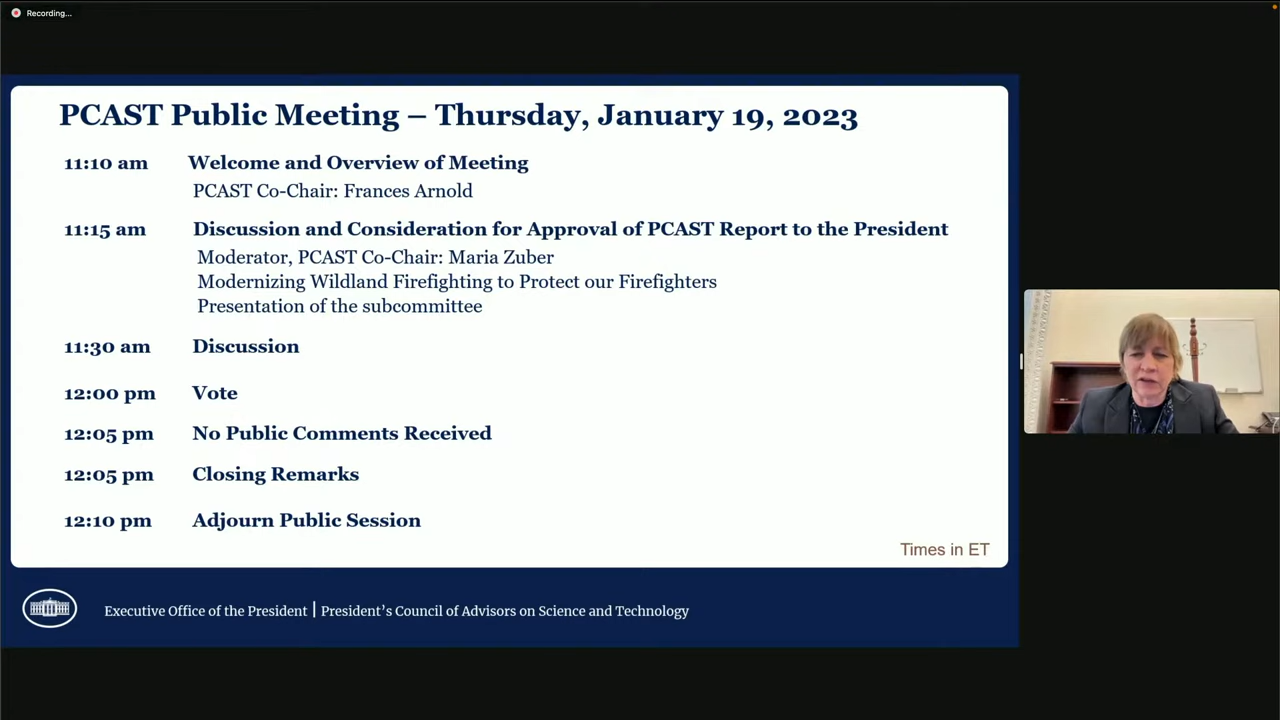 Recording...
PCAST Public Meeting – Thursday, January 19, 2023
11:10 am Welcome and Overview of Meeting
PCAST Co-Chair: Frances Arnold
11:15 am Discussion and Consideration for Approval of PCAST Report to the President
Moderator, PCAST Co-Chair: Maria Zuber
Modernizing Wildland Firefighting to Protect our Firefighters
Presentation of the subcommittee
11:30 am Discussion
12:00 pm Vote
12:05 pm No Public Comments Received
12:05 pm Closing Remarks
12:10 pm Adjourn Public Session
Times in ET
Executive Office of the President | President’s Council of Advisors on Science and Technology